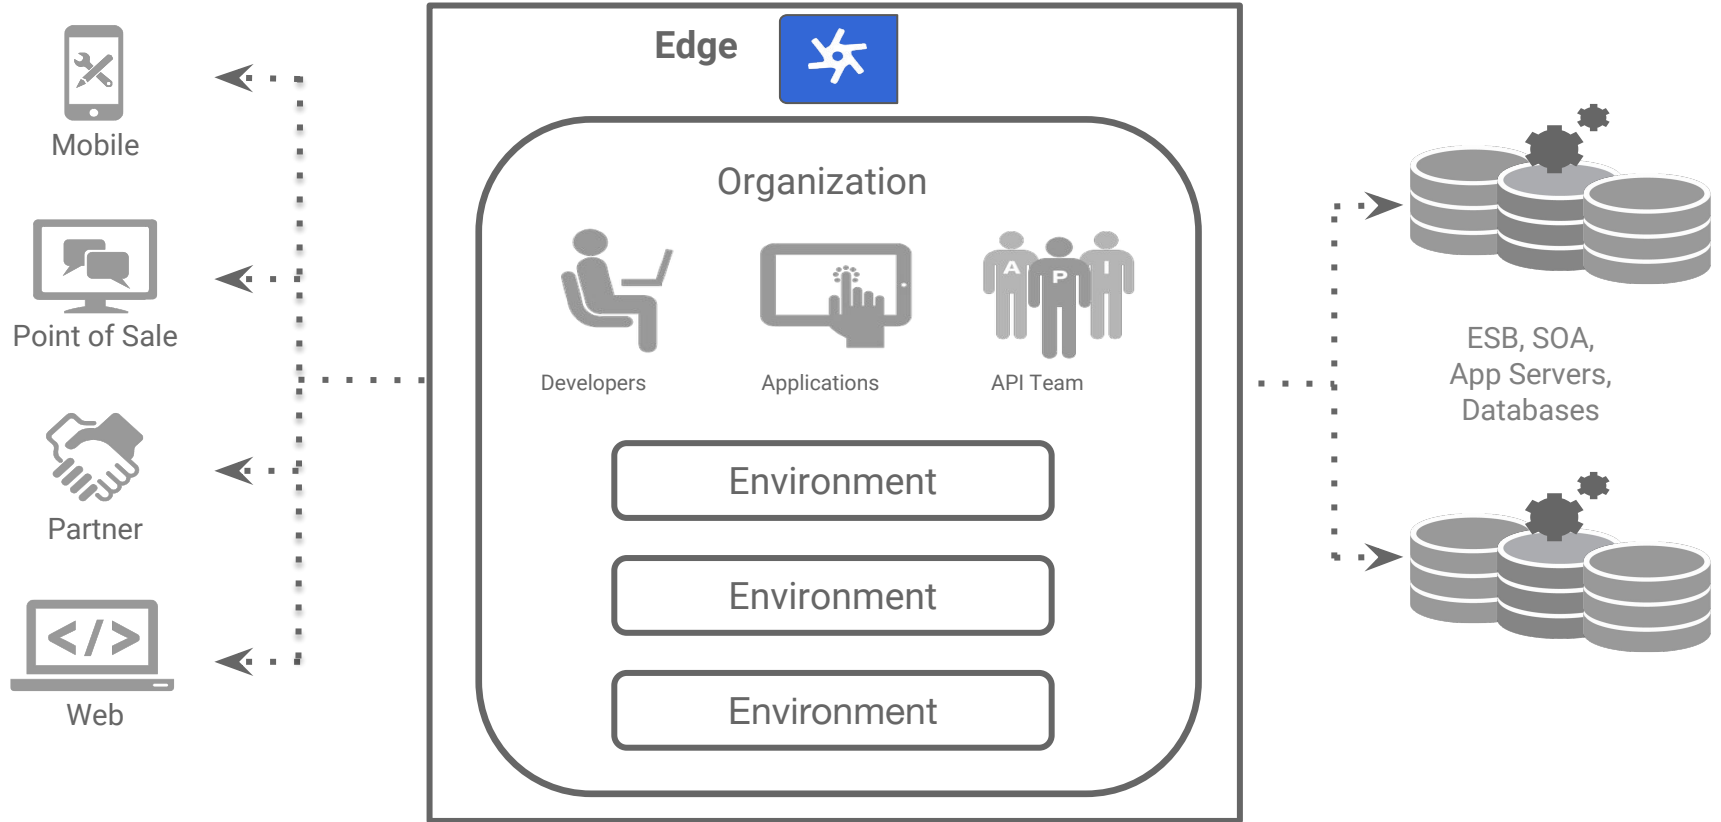 Edge
Mobile
Organization
A P I
Point of Sale
Developers
Applications
API Team
ESB, SOA,
App Servers,
Databases
Environment
Partner
Environment
</>
Web
Environment